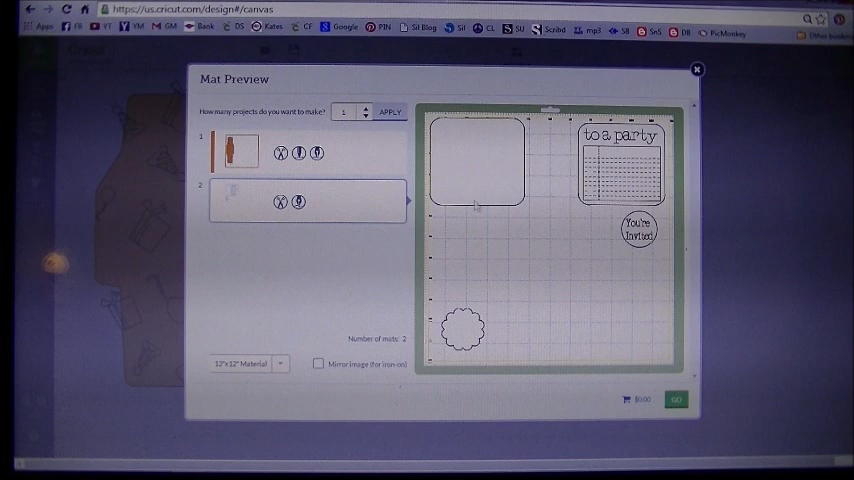 https://us.cricut.com/design#/canvas
Apps FB YT YM GM Bank DS Kates CF Google PIN Sil Blog Sil CL SU Scribd mp3 SB SnS DB PicMonkey Other bookm
Mat Preview
How many projects do you want to make? 1 APPLY
1
2
to a party
You're
Invited
Number of mats: 2
12"x12" Material
Mirror image (for iron-on)
$0.00
GO